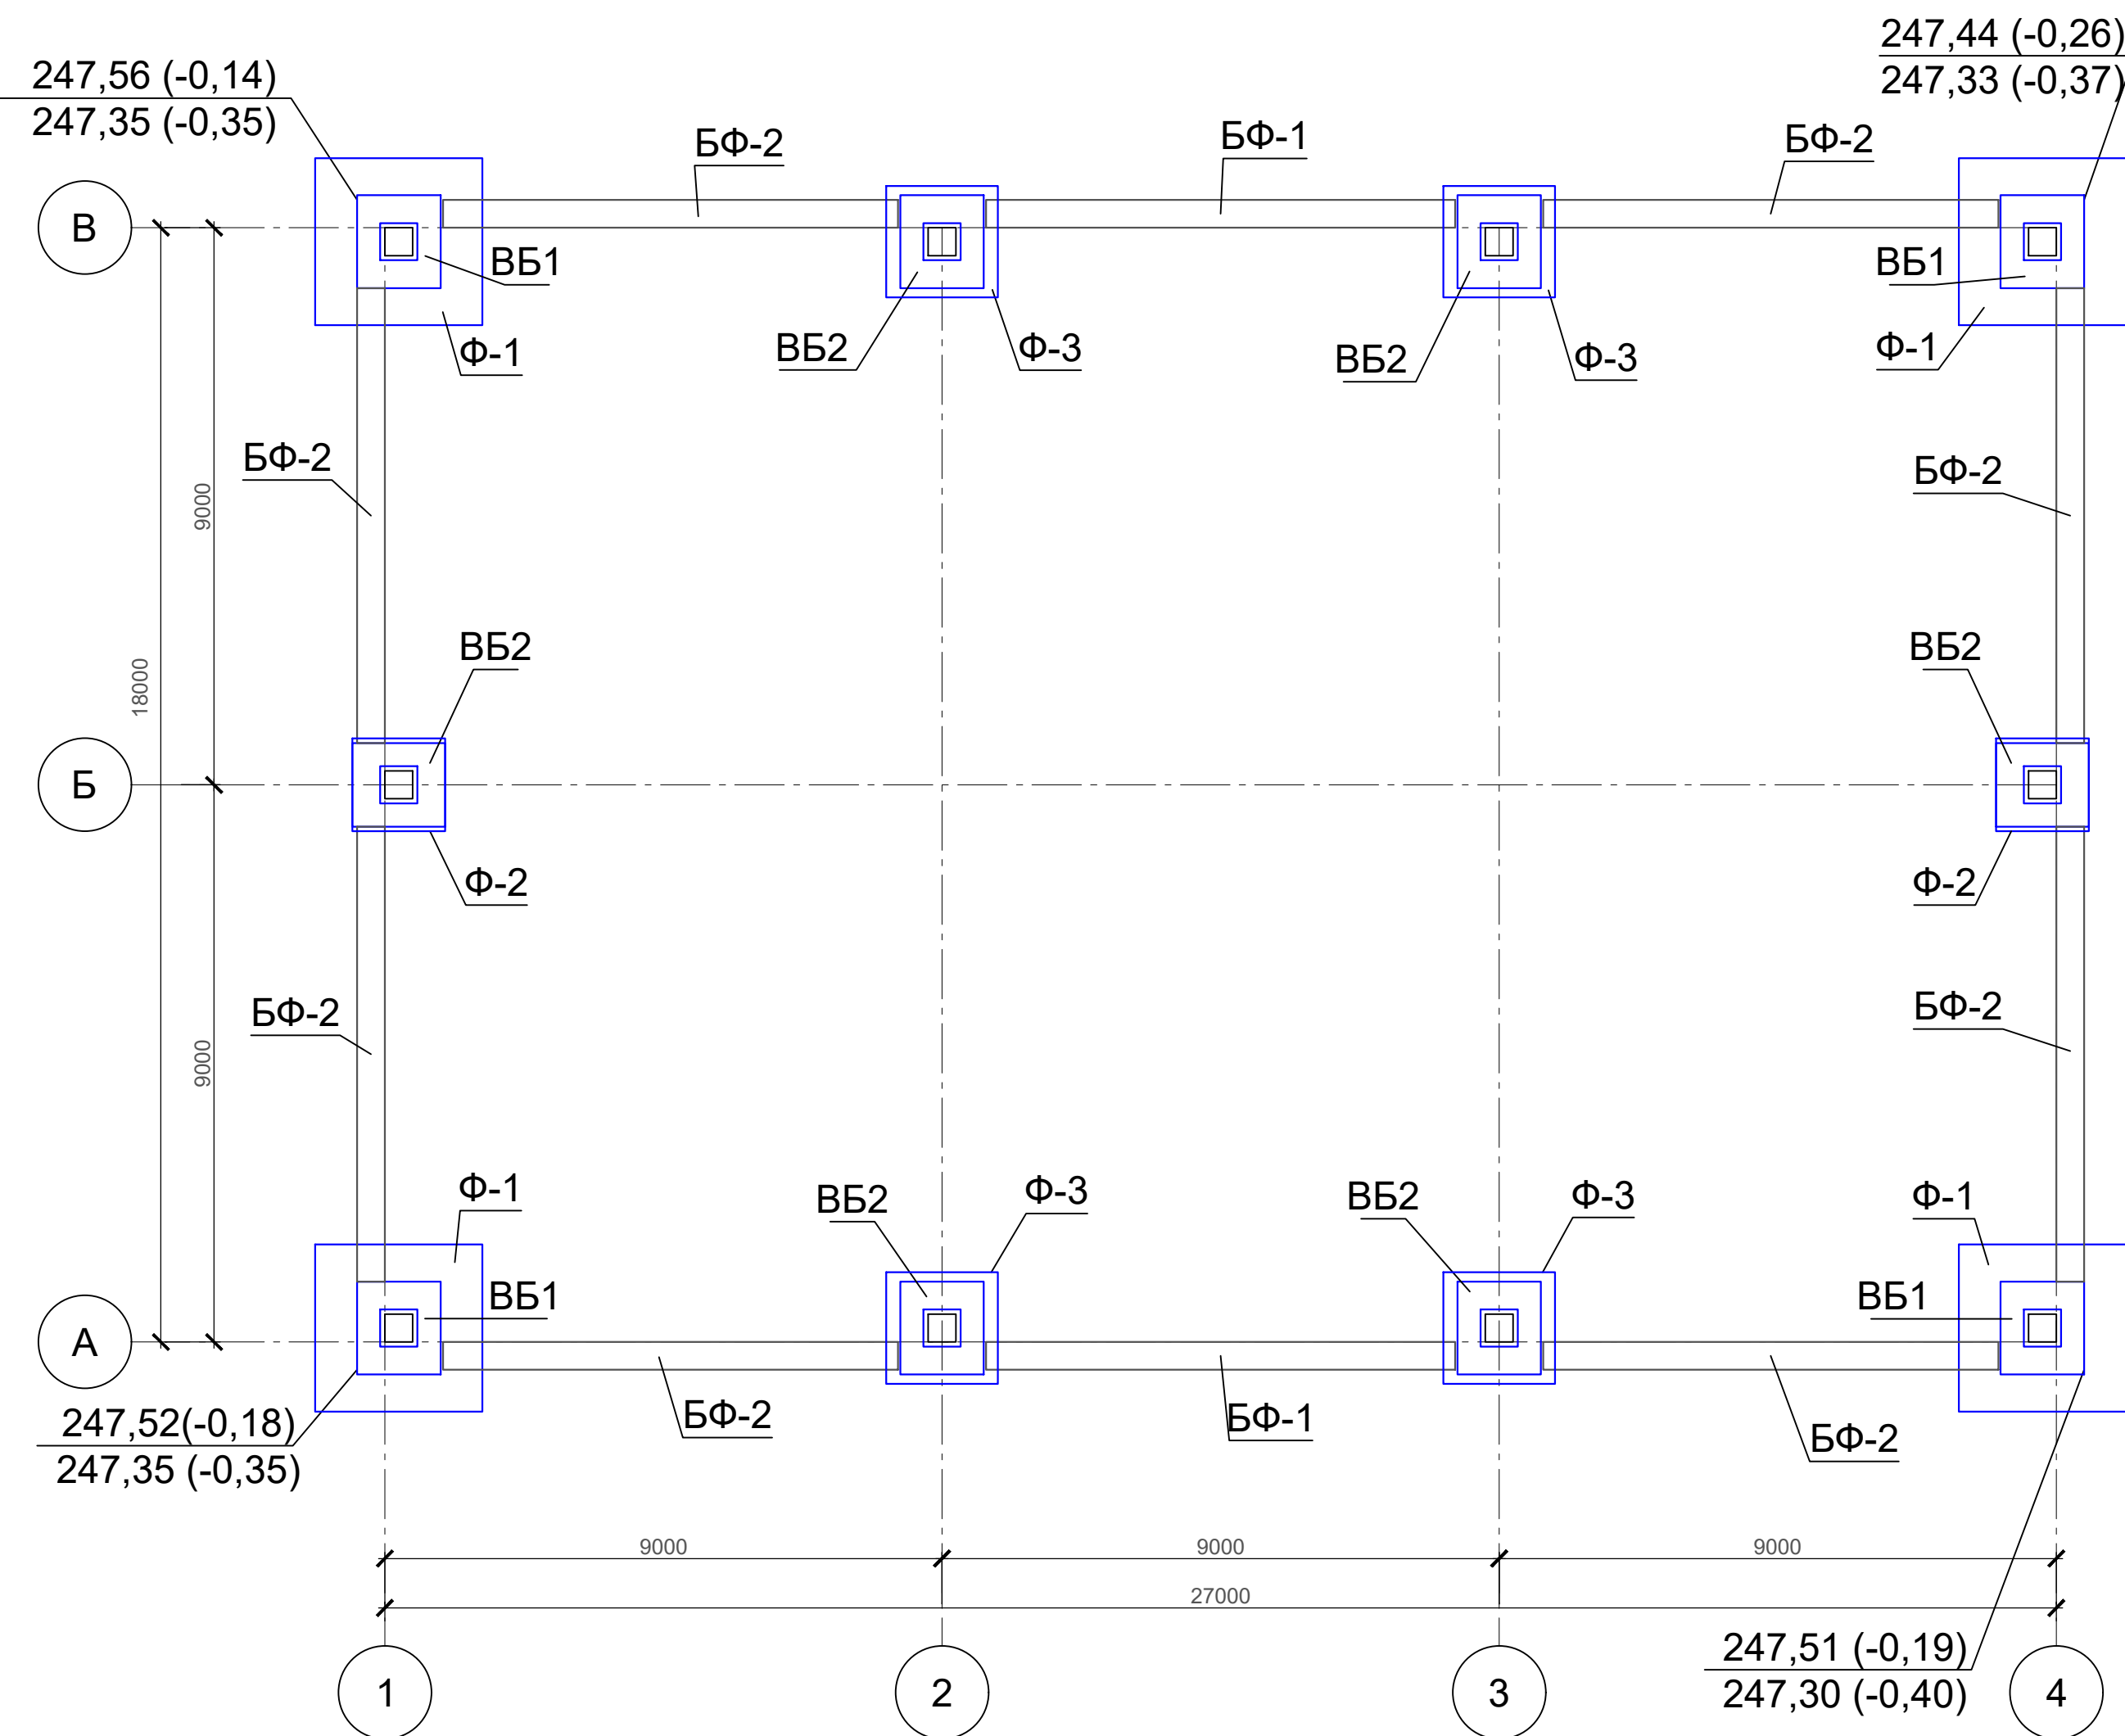 247,44 (-0,26)
247,56 (-0,14)
247,33 (-0,37)
247,35 (-0,35)
БФ-2
БФ-1
БФ-2
В
ВБ1
ВБ1
Ф-1
ВБ2
Ф-3
ВБ2
Ф-3
Ф-1
БФ-2
БФ-2
9000
ВБ2
ВБ2
18000
Б
Ф-2
Ф-2
БФ-2
БФ-2
9000
Ф-1
ВБ2
Ф-3
ВБ2
Ф-3
Ф-1
ВБ1
ВБ1
А
247,52(-0,18)
247,35 (-0,35)
БФ-2
БФ-1
БФ-2
9000
9000
9000
27000
247,51 (-0,19)
247,30 (-0,40)
1
2
3
4